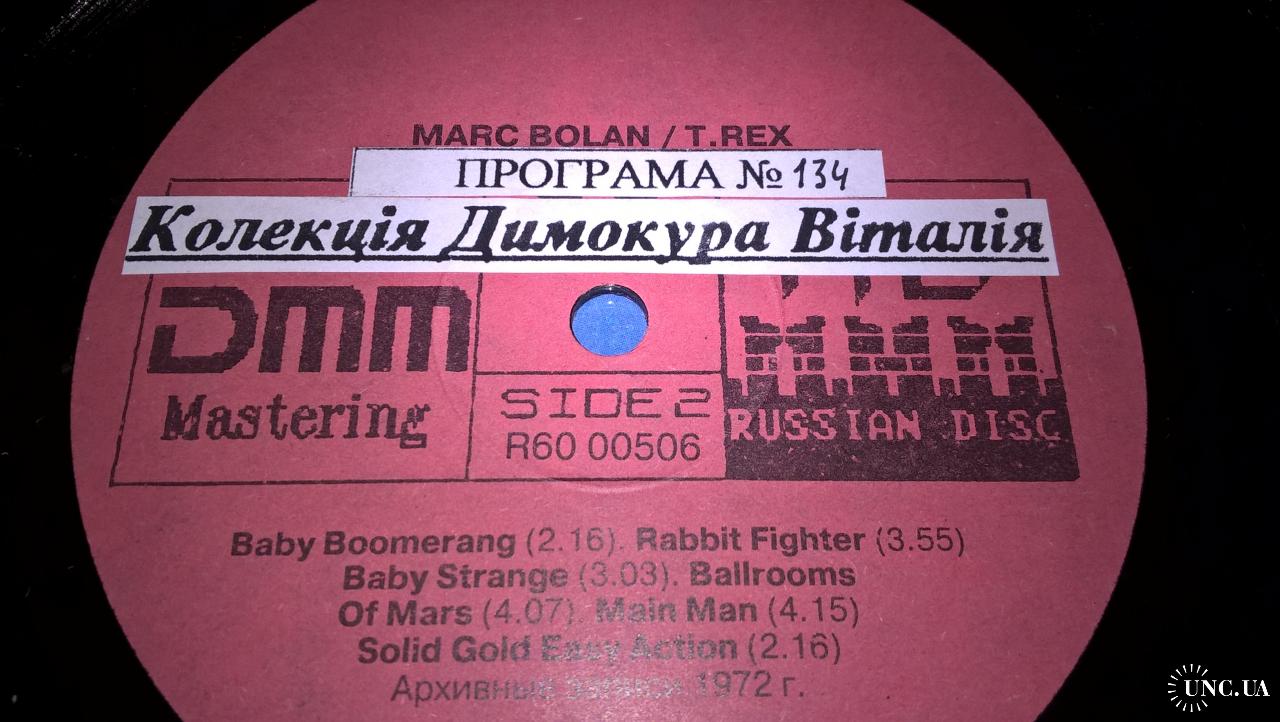 MARC BOLAN / T.REX
ПРОГРАМА № 134
Колекція Димокура Віталія
DMM
Mastering
SIDE 2
R60 00506
RUSSIAN DISC
Baby Boomerang (2.16). Rabbit Fighter (3.55)
Baby Strange (3.03). Ballrooms
Of Mars (4.07). Main Man (4.15)
Solid Gold Easy Action (2.16)
Архивные записи 1972 г.
UNC.UA